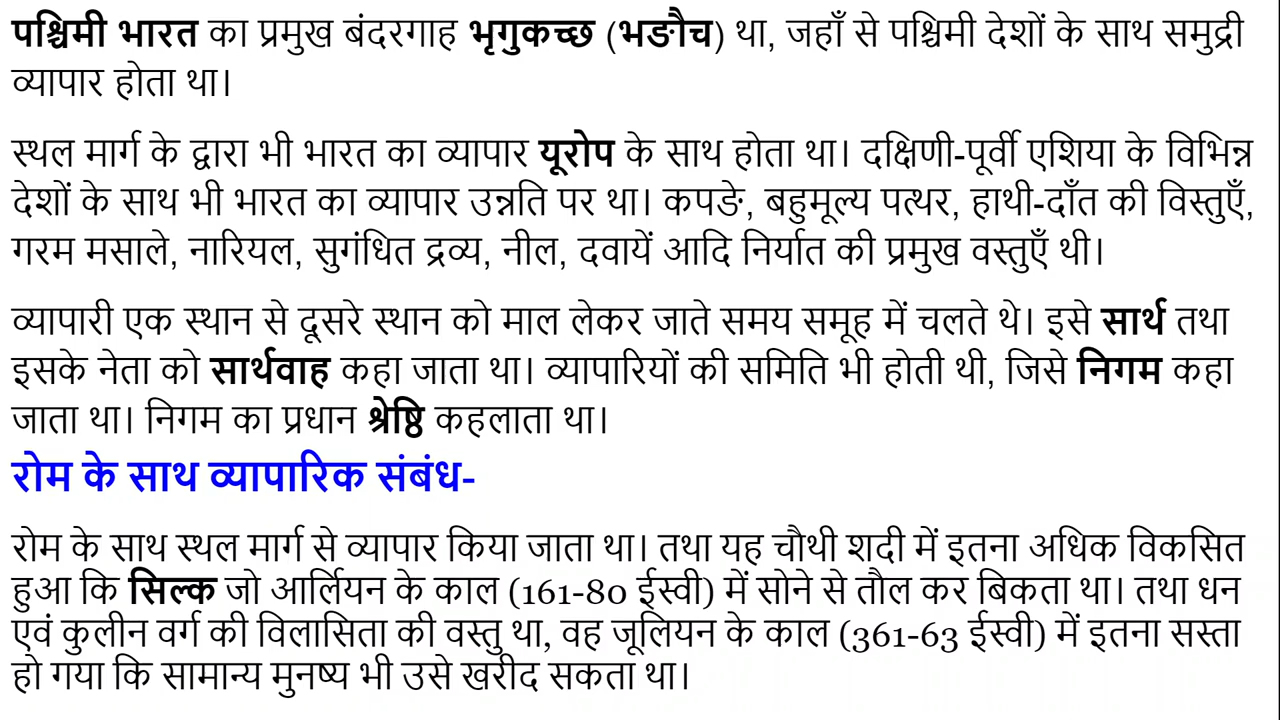 पश्चिमी भारत का प्रमुख बंदरगाह भृगुकच्छ (भङौच) था, जहाँ से पश्चिमी देशों के साथ समुद्री
व्यापार होता था।
स्थल मार्ग के द्वारा भी भारत का व्यापार यूरोप के साथ होता था। दक्षिणी-पूर्वी एशिया के विभिन्न
देशों के साथ भी भारत का व्यापार उन्नति पर था। कपङे, बहुमूल्य पत्थर, हाथी-दाँत की विस्तुएँ,
गरम मसाले, नारियल, सुगंधित द्रव्य, नील, दवायें आदि निर्यात की प्रमुख वस्तुएँ थी।
व्यापारी एक स्थान से दूसरे स्थान को माल लेकर जाते समय समूह में चलते थे। इसे सार्थ तथा
इसके नेता को सार्थवाह कहा जाता था। व्यापारियों की समिति भी होती थी, जिसे निगम कहा
जाता था। निगम का प्रधान श्रेष्ठि कहलाता था।
रोम के साथ व्यापारिक संबंध-
रोम के साथ स्थल मार्ग से व्यापार किया जाता था। तथा यह चौथी शदी में इतना अधिक विकसित
हुआ कि सिल्क जो आर्लियन के काल (161-80 ईस्वी) में सोने से तौल कर बिकता था। तथा धन
एवं कुलीन वर्ग की विलासिता की वस्तु था, वह जूलियन के काल (361-63 ईस्वी) में इतना सस्ता
हो गया कि सामान्य मुनष्य भी उसे खरीद सकता था।